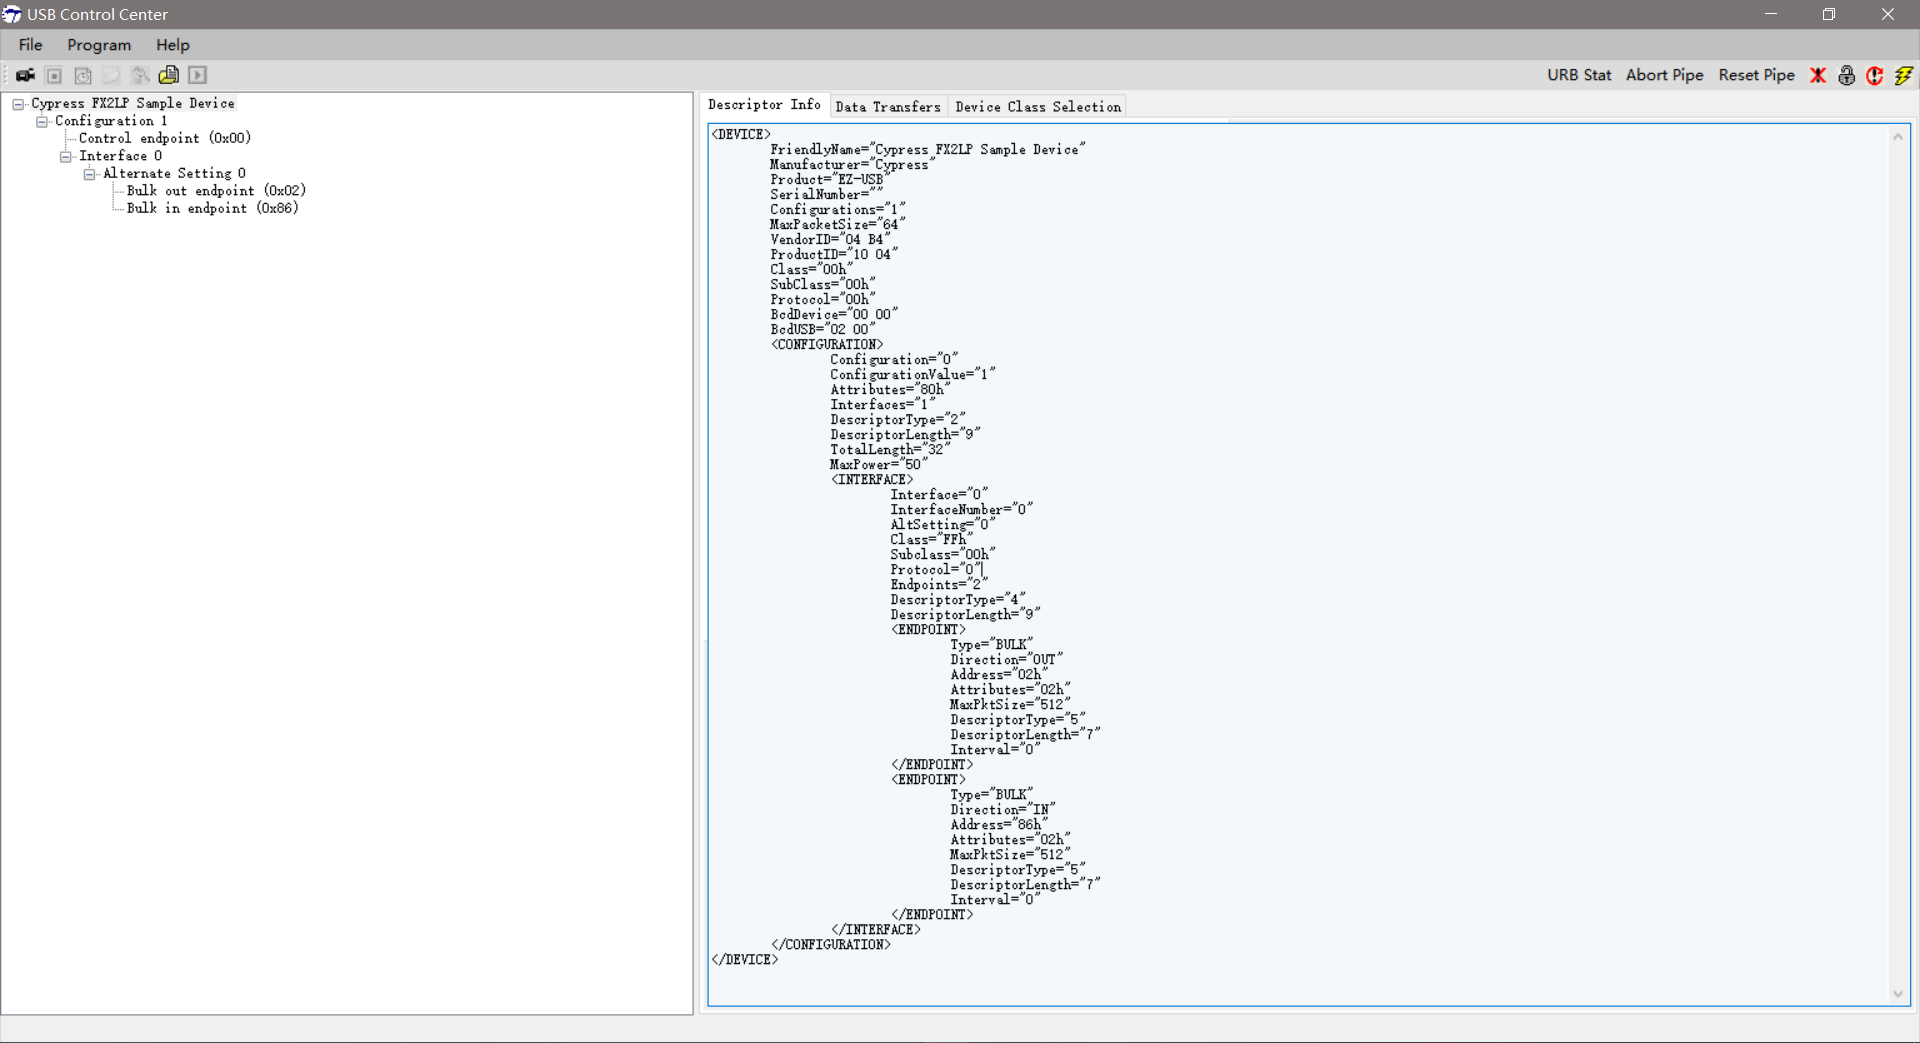 USB Control Center
File Program Help
URB Stat Abort Pipe Reset Pipe
Cypress FX2LP Sample Device
Configuration 1
Control endpoint (0x00)
Interface 0
Alternate Setting 0
Bulk out endpoint (0x02)
Bulk in endpoint (0x86)
Descriptor Info Data Transfers Device Class Selection
<DEVICE>
FriendlyName="Cypress FX2LP Sample Device"
Manufacturer="Cypress"
Product="EZ-USB"
SerialNumber=""
Configurations="1"
MaxPacketSize="64"
VendorID="04 B4"
ProductID="10 04"
Class="00h"
SubClass="00h"
Protocol="00h"
BcdDevice="00 00"
BcdUSB="02 00"
<CONFIGURATION>
Configuration="0"
ConfigurationValue="1"
Attributes="80h"
Interfaces="1"
DescriptorType="2"
DescriptorLength="9"
TotalLength="32"
MaxPower="50"
<INTERFACE>
Interface="0"
InterfaceNumber="0"
AltSetting="0"
Class="FFh"
Subclass="00h"
Protocol="0"
Endpoints="2"
DescriptorType="4"
DescriptorLength="9"
<ENDPOINT>
Type="BULK"
Direction="OUT"
Address="02h"
Attributes="02h"
MaxPktSize="512"
DescriptorType="5"
DescriptorLength="7"
Interval="0"
</ENDPOINT>
<ENDPOINT>
Type="BULK"
Direction="IN"
Address="86h"
Attributes="02h"
MaxPktSize="512"
DescriptorType="5"
DescriptorLength="7"
Interval="0"
</ENDPOINT>
</INTERFACE>
</CONFIGURATION>
</DEVICE>